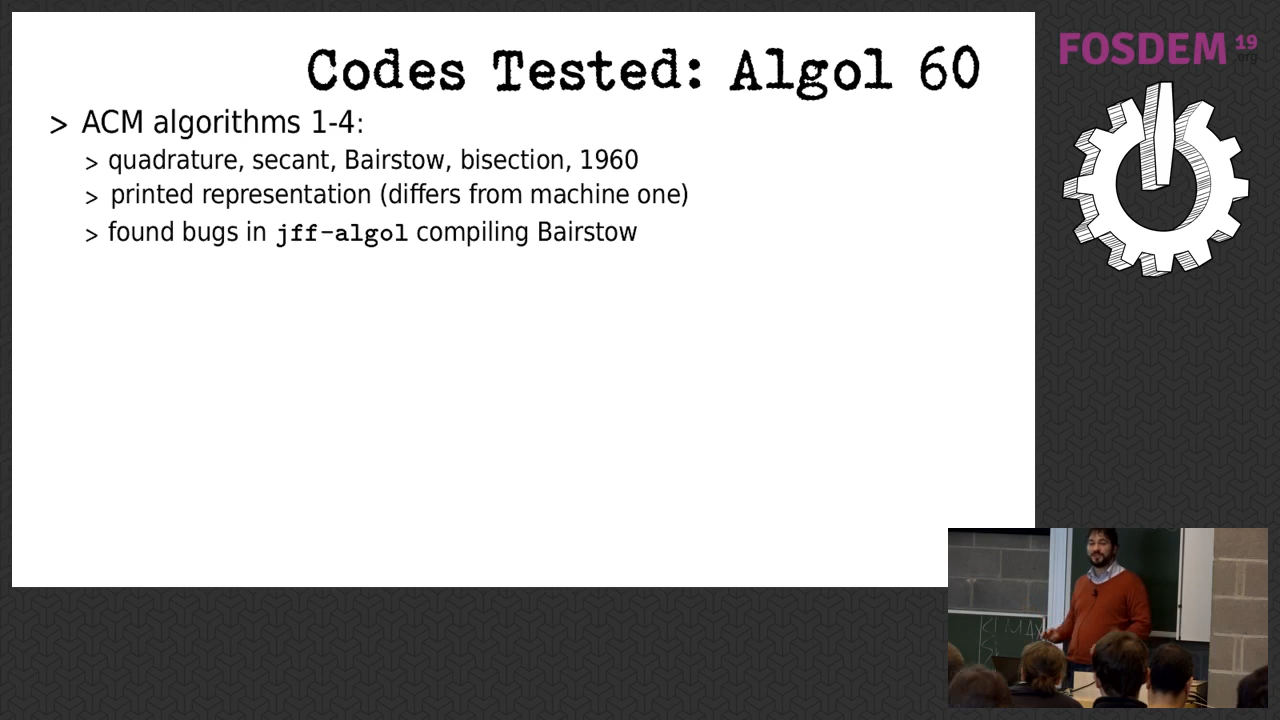 Codes Tested: Algol 60
> ACM algorithms 1-4:
> quadrature, secant, Bairstow, bisection, 1960
> printed representation (differs from machine one)
> found bugs in jff-algol compiling Bairstow
FOSDEM 19
.org